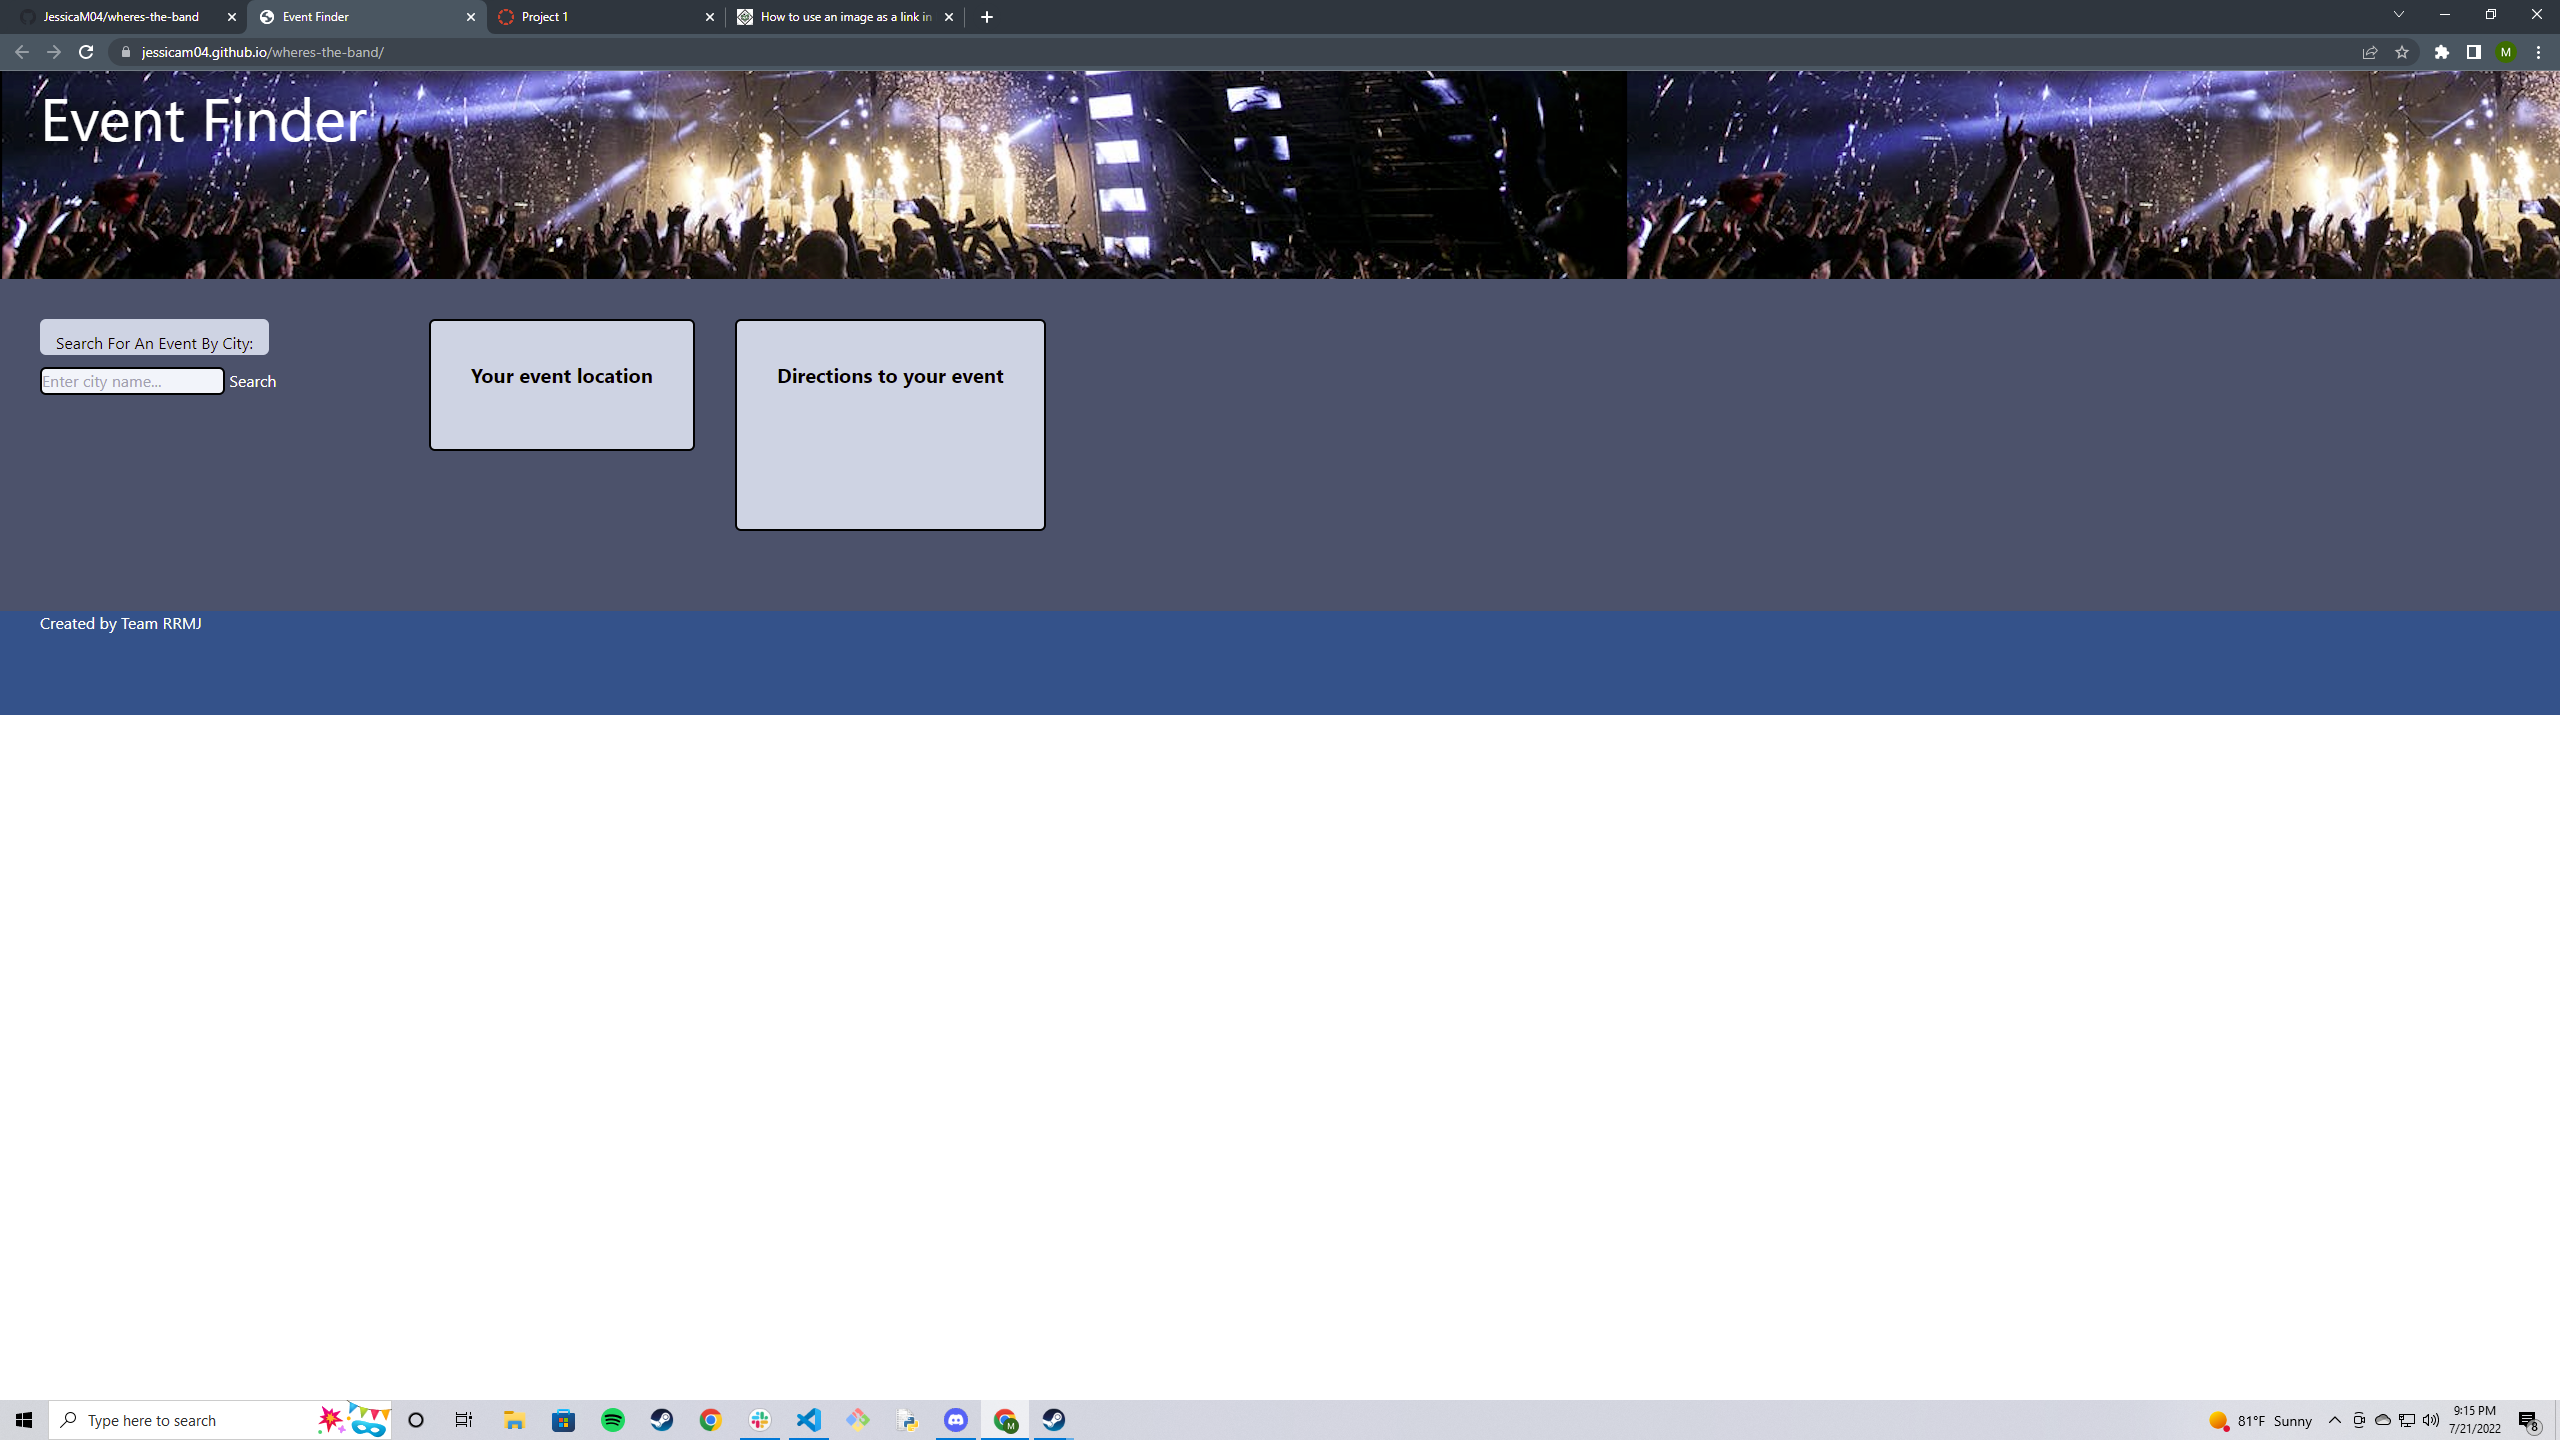 JessicaM04/wheres-the-band
Event Finder
Project 1
How to use an image as a link in
jessicam04.github.io/wheres-the-band/
M
Event Finder
Search For An Event By City:
Enter city name...
Search
Your event location
Directions to your event
Created by Team RRMJ
Type here to search
M
81°F Sunny
9:15 PM
7/21/2022
8